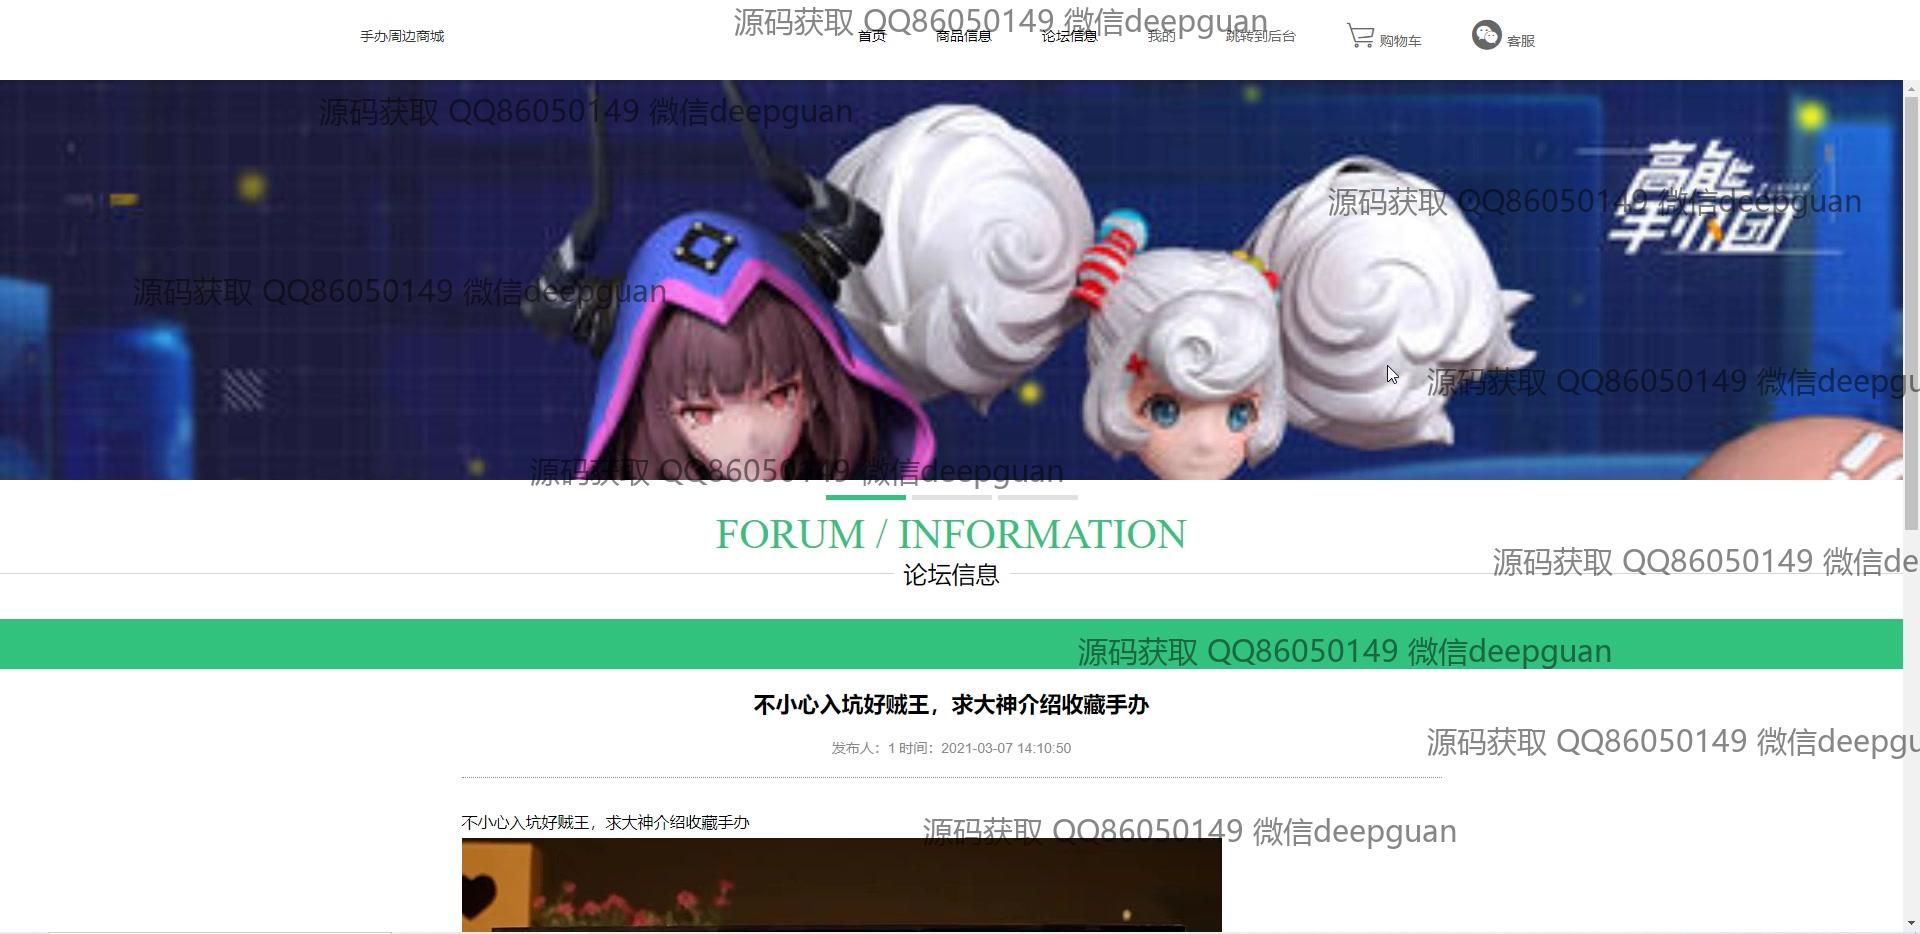 手办周边商城
首页 商品信息 论坛信息 我的 跳转到后台 购物车 客服
源码获取 QQ86050149 微信deepguan
源码获取 QQ86050149 微信deepguan
高能手办团
源码获取 QQ86050149 微信deepguan
源码获取 QQ86050149 微信deepguan
源码获取 QQ86050149 微信deepgu
源码获取 QQ86050149 微信deepguan
FORUM / INFORMATION
论坛信息
源码获取 QQ86050149 微信de
源码获取 QQ86050149 微信deepguan
不小心入坑好贼王，求大神介绍收藏手办
发布人：1 时间：2021-03-07 14:10:50
源码获取 QQ86050149 微信deepgu
不小心入坑好贼王，求大神介绍收藏手办
源码获取 QQ86050149 微信deepguan